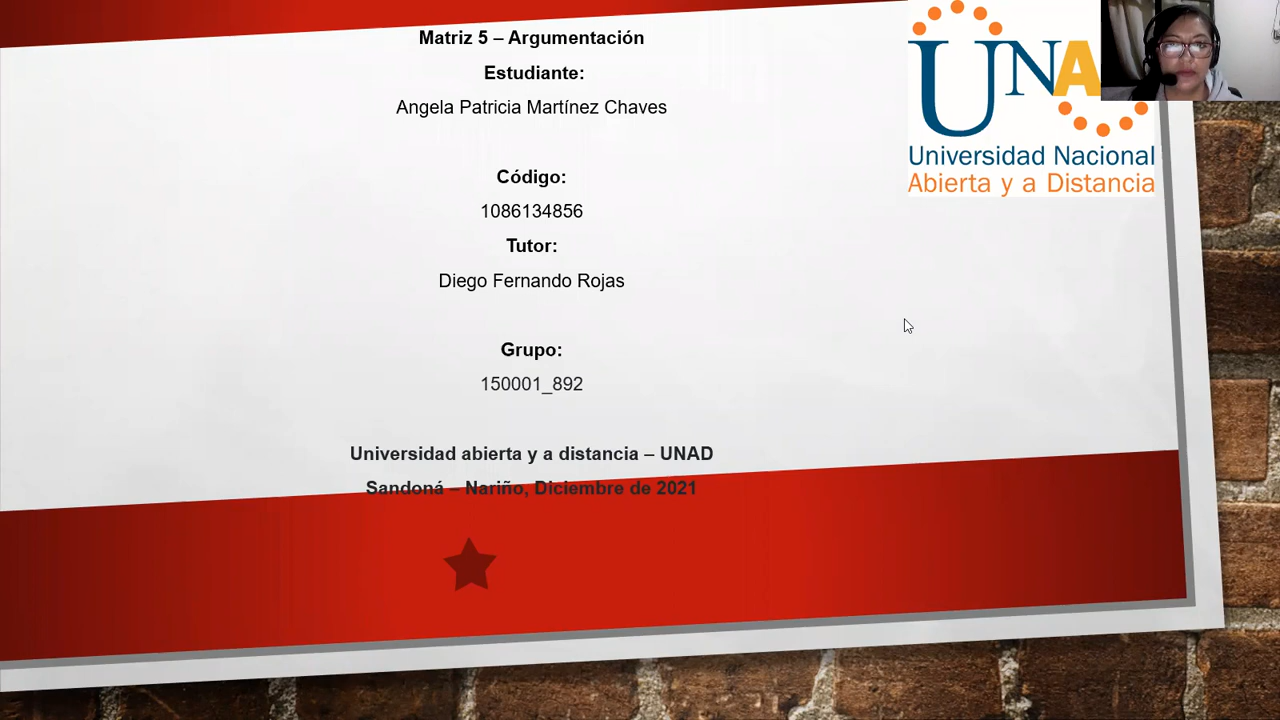 Matriz 5 – Argumentación
Estudiante:
Angela Patricia Martínez Chaves
Código:
1086134856
Tutor:
Diego Fernando Rojas
Grupo:
150001_892
Universidad abierta y a distancia – UNAD
Sandoná – Nariño, Diciembre de 2021
UNA
Universidad Nacional
Abierta y a Distancia